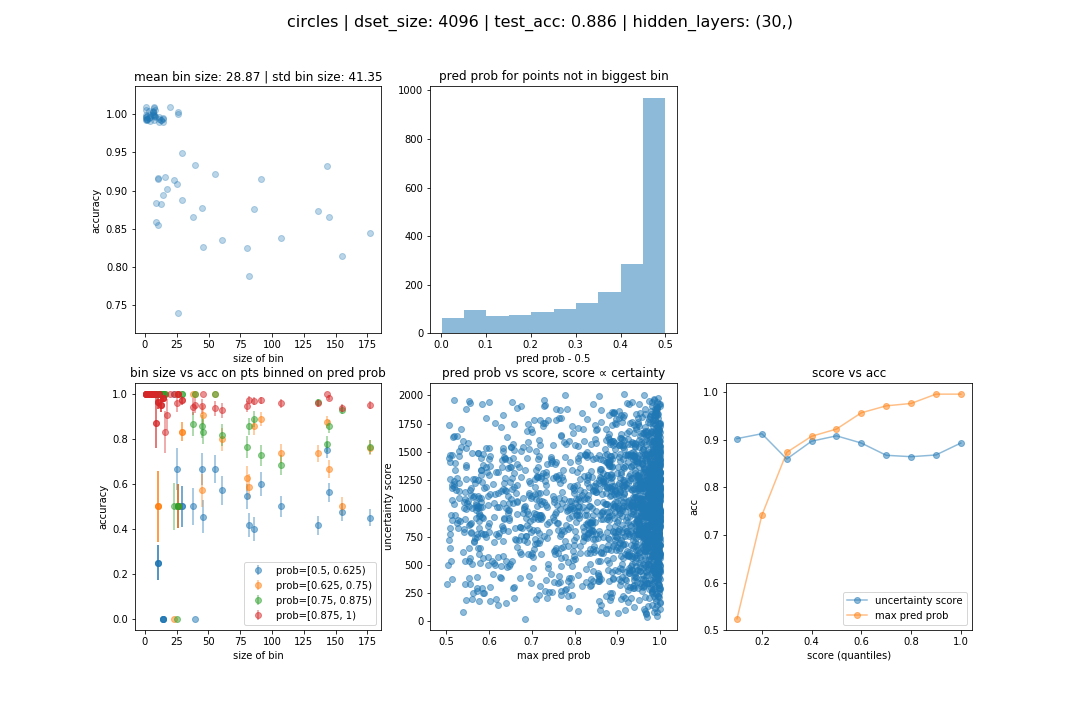 circles | dset_size: 4096 | test_acc: 0.886 | hidden_layers: (30,)
mean bin size: 28.87 | std bin size: 41.35
1.00
0.95
0.90
0.85
0.80
0.75
accuracy
0 25 50 75 100 125 150 175
size of bin
pred prob for points not in biggest bin
1000
800
600
400
200
0
0.0 0.1 0.2 0.3 0.4 0.5
pred prob - 0.5
bin size vs acc on pts binned on pred prob
1.0
0.8
0.6
0.4
0.2
0.0
accuracy
prob=[0.5, 0.625)
prob=[0.625, 0.75)
prob=[0.75, 0.875)
prob=[0.875, 1)
0 25 50 75 100 125 150 175
size of bin
pred prob vs score, score ∝ certainty
2000
1750
1500
1250
1000
750
500
250
0
uncertainty score
0.5 0.6 0.7 0.8 0.9 1.0
max pred prob
score vs acc
1.0
0.9
0.8
0.7
0.6
0.5
acc
uncertainty score
max pred prob
0.2 0.4 0.6 0.8 1.0
score (quantiles)